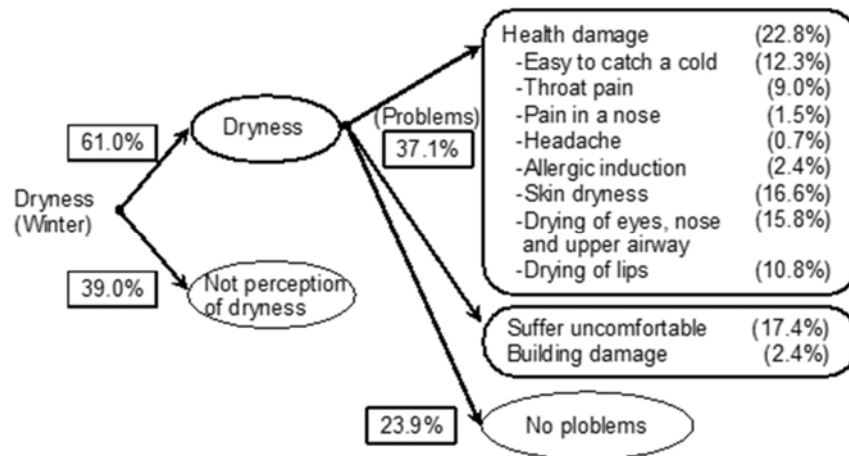 Dryness
(Winter)
61.0%
39.0%
Dryness
Not perception
of dryness
(Problems)
37.1%
23.9%
Health damage (22.8%)
-Easy to catch a cold (12.3%)
-Throat pain (9.0%)
-Pain in a nose (1.5%)
-Headache (0.7%)
-Allergic induction (2.4%)
-Skin dryness (16.6%)
-Drying of eyes, nose (15.8%)
and upper airway
-Drying of lips (10.8%)
Suffer uncomfortable (17.4%)
Building damage (2.4%)
No ploblems